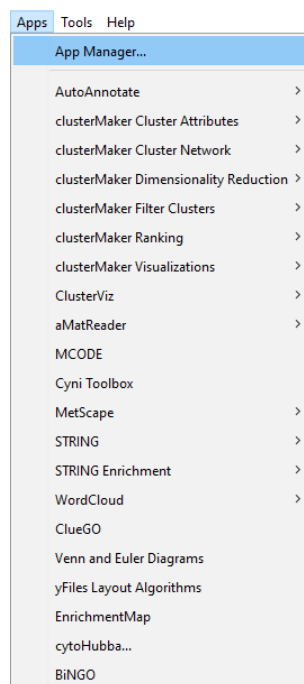 Apps Tools Help
App Manager...
AutoAnnotate
clusterMaker Cluster Attributes
clusterMaker Cluster Network
clusterMaker Dimensionality Reduction
clusterMaker Filter Clusters
clusterMaker Ranking
clusterMaker Visualizations
ClusterViz
aMatReader
MCODE
Cyni Toolbox
MetScape
STRING
STRING Enrichment
WordCloud
ClueGO
Venn and Euler Diagrams
yFiles Layout Algorithms
EnrichmentMap
cytoHubba...
BiNGO